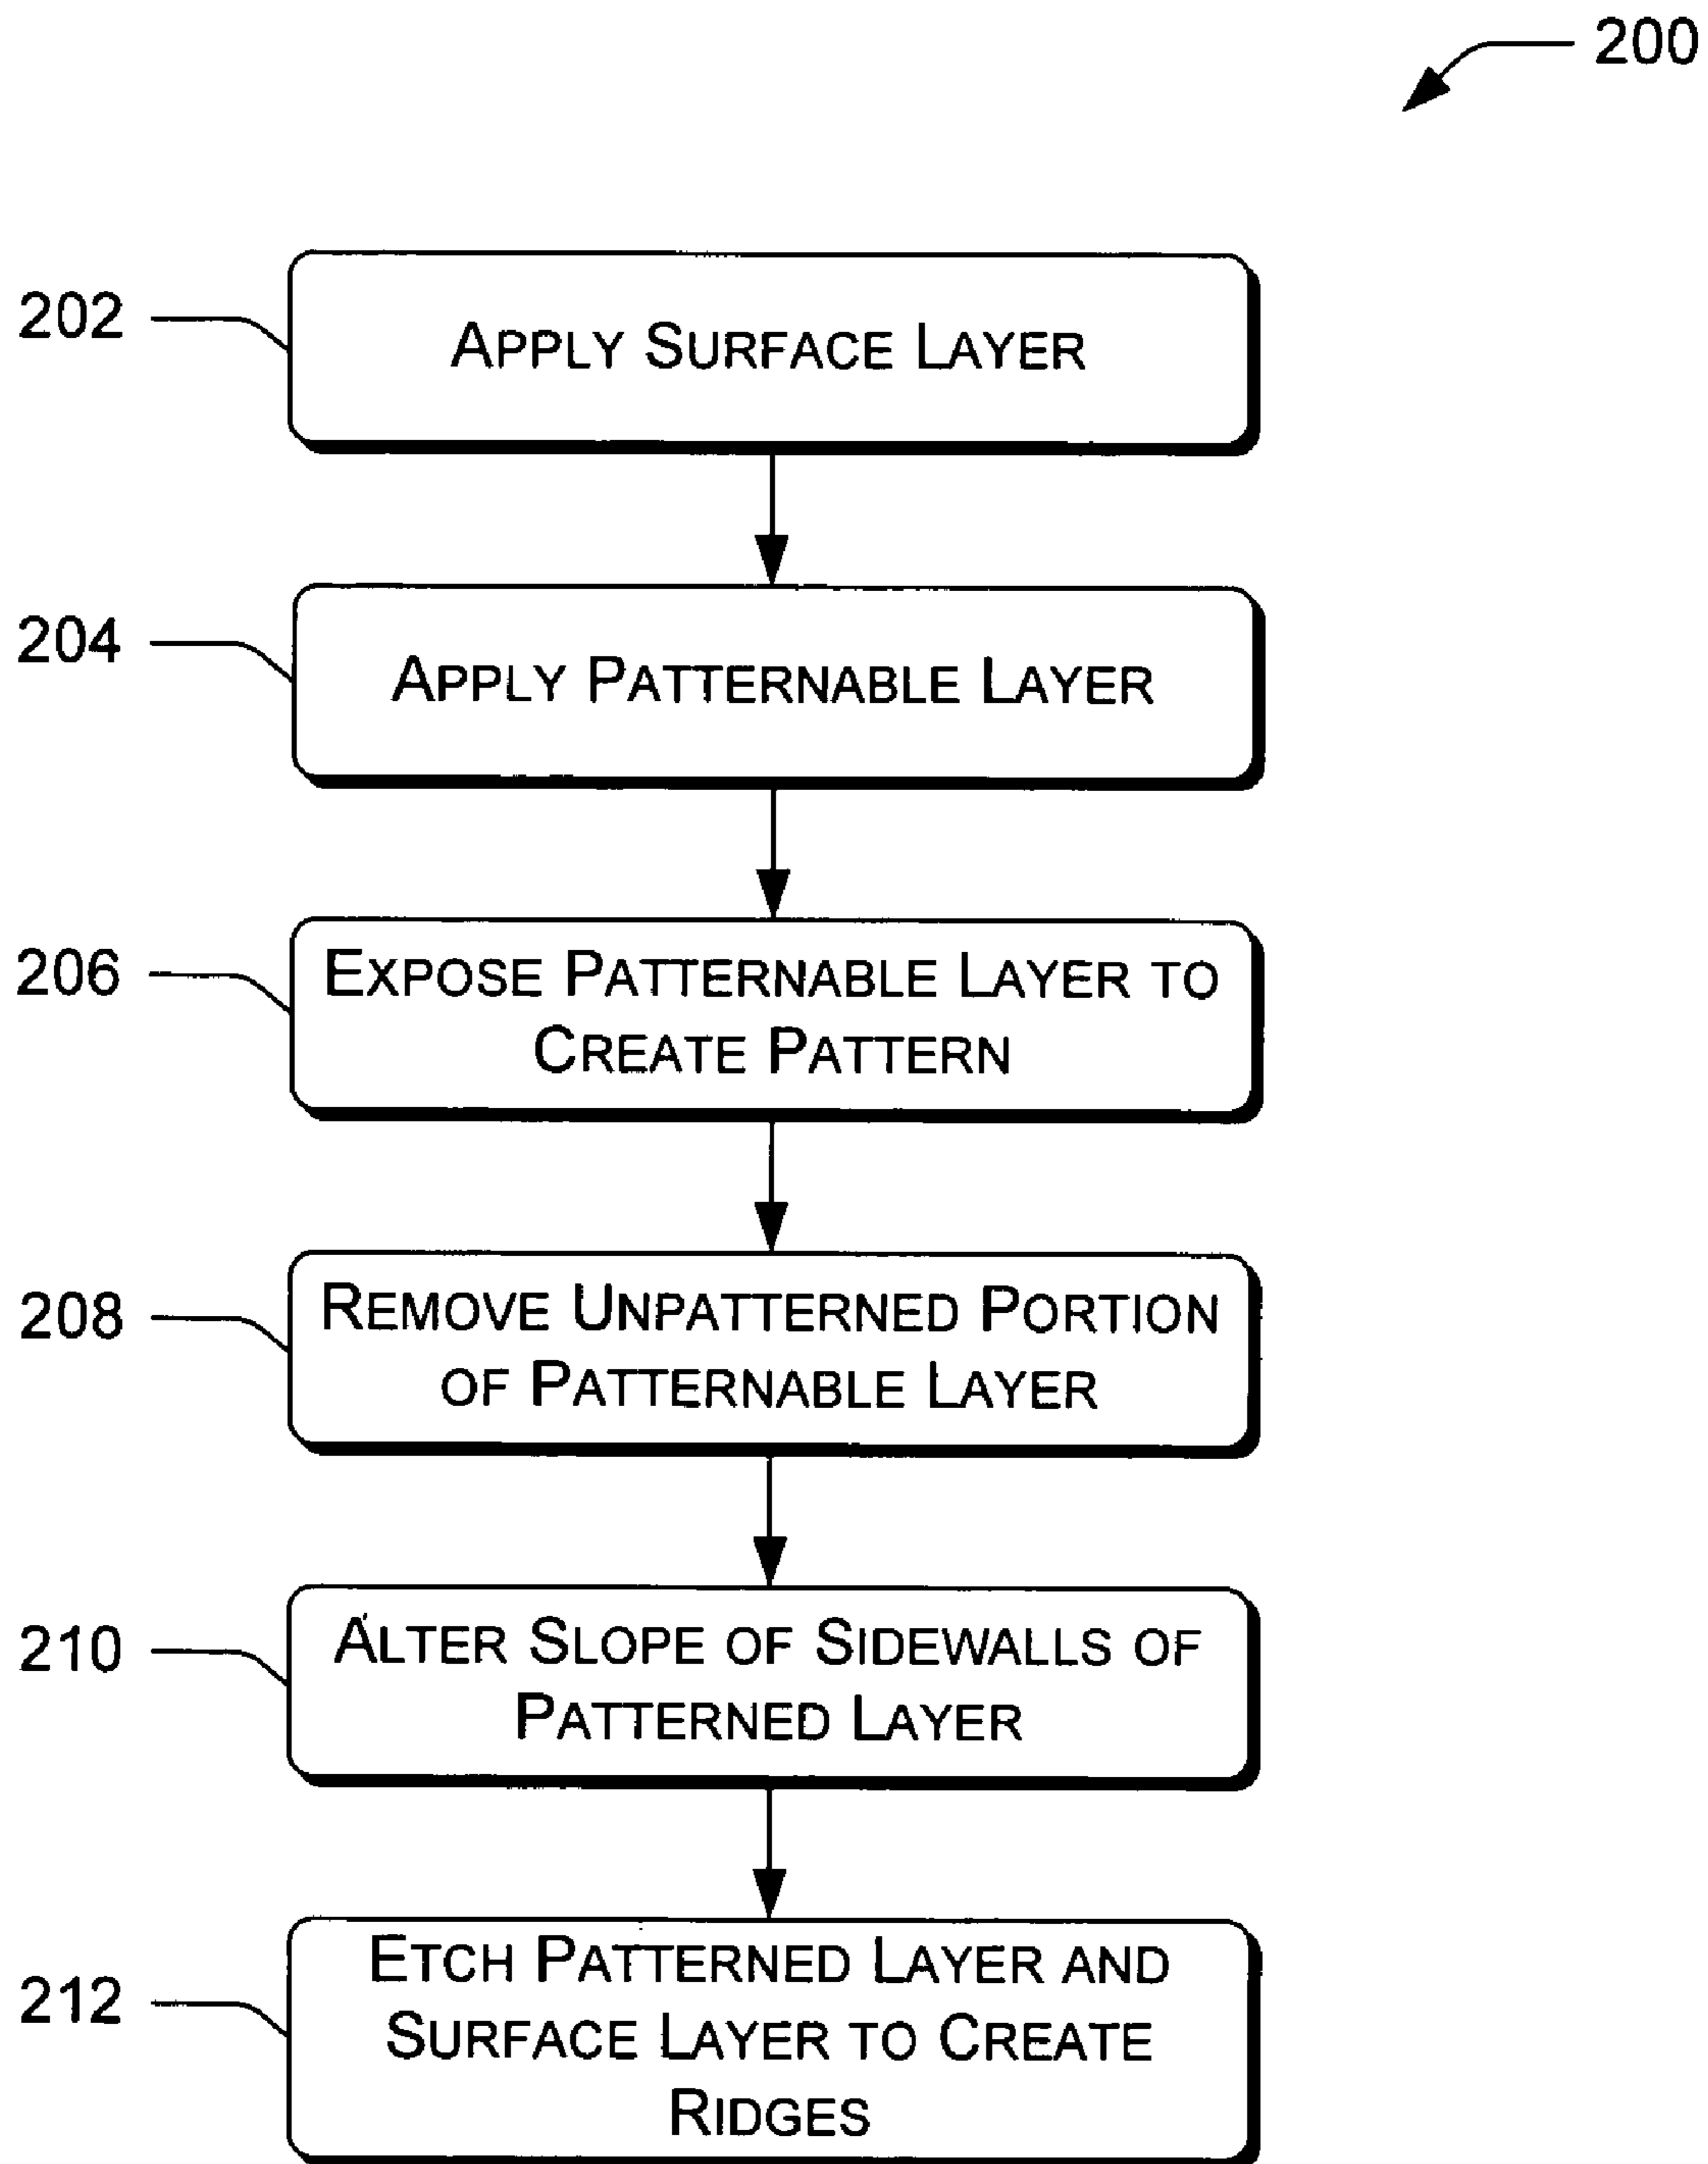 200
202
APPLY SURFACE LAYER
204
APPLY PATTERNABLE LAYER
206
EXPOSE PATTERNABLE LAYER TO
CREATE PATTERN
208
REMOVE UNPATTERNED PORTION
OF PATTERNABLE LAYER
210
ALTER SLOPE OF SIDEWALLS OF
PATTERNED LAYER
212
ETCH PATTERNED LAYER AND
SURFACE LAYER TO CREATE
RIDGES